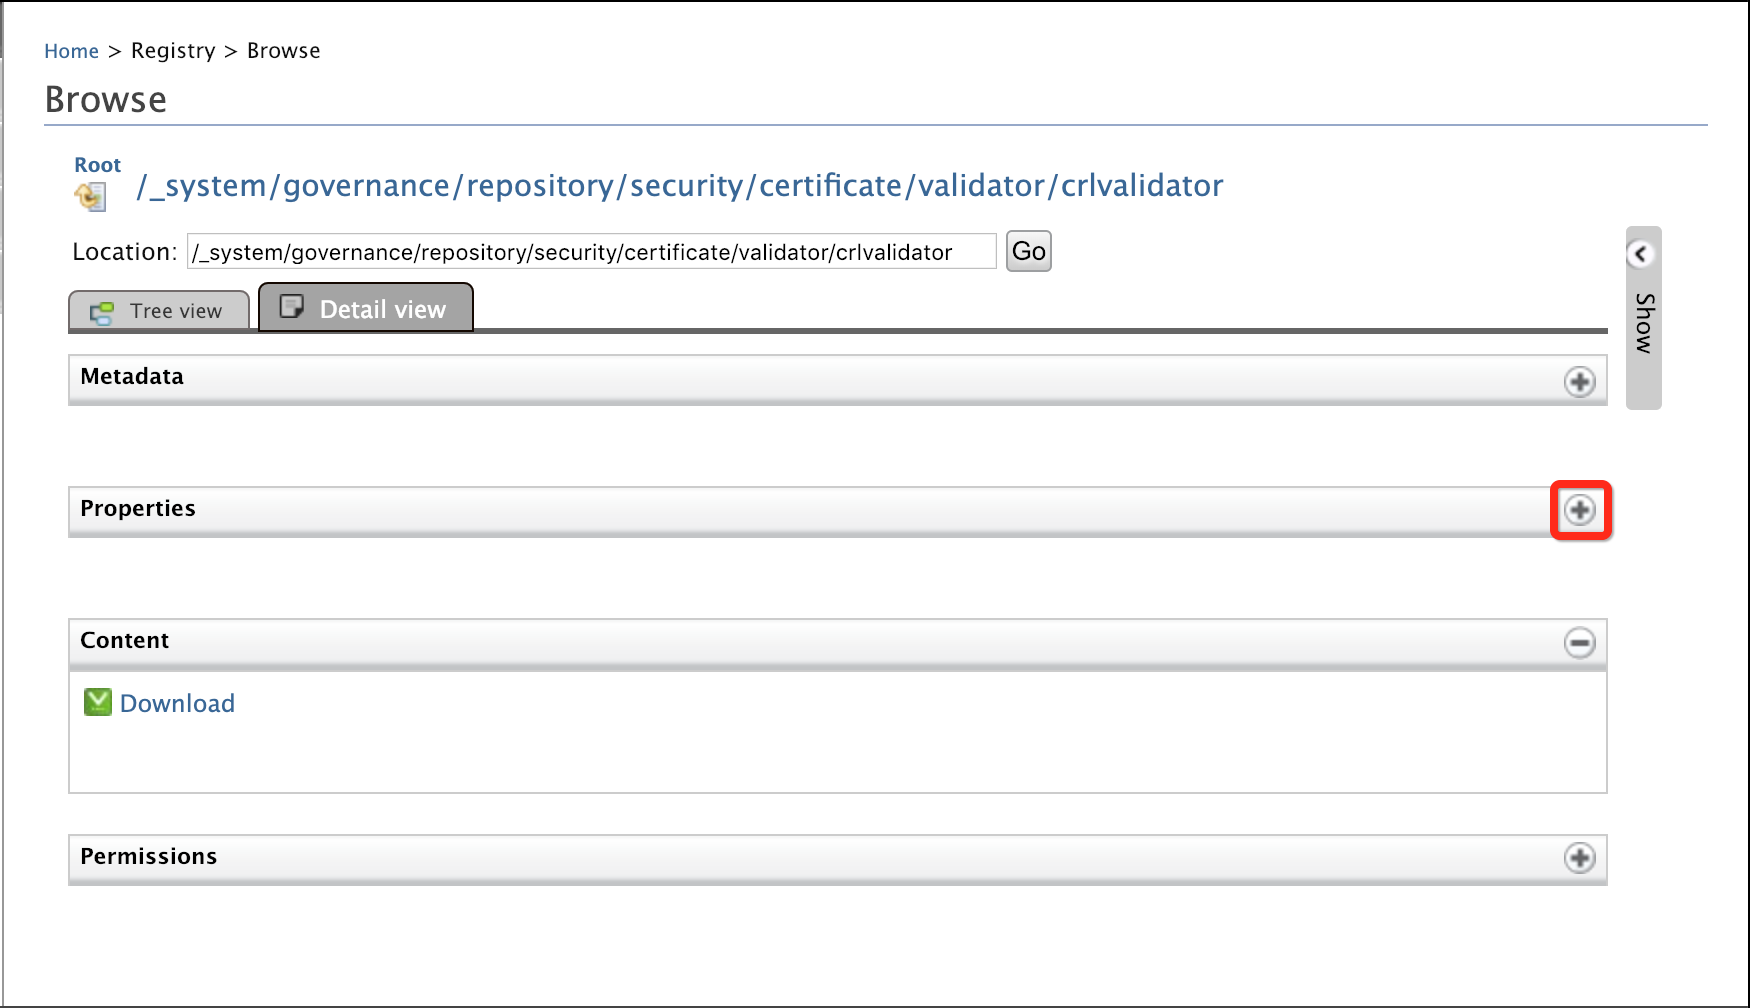 Home > Registry > Browse
Browse
Root
/_system/governance/repository/security/certificate/validator/crlvalidator
Location: /_system/governance/repository/security/certificate/validator/crlvalidator Go
Show
Tree view Detail view
Metadata
Properties
Content
Download
Permissions